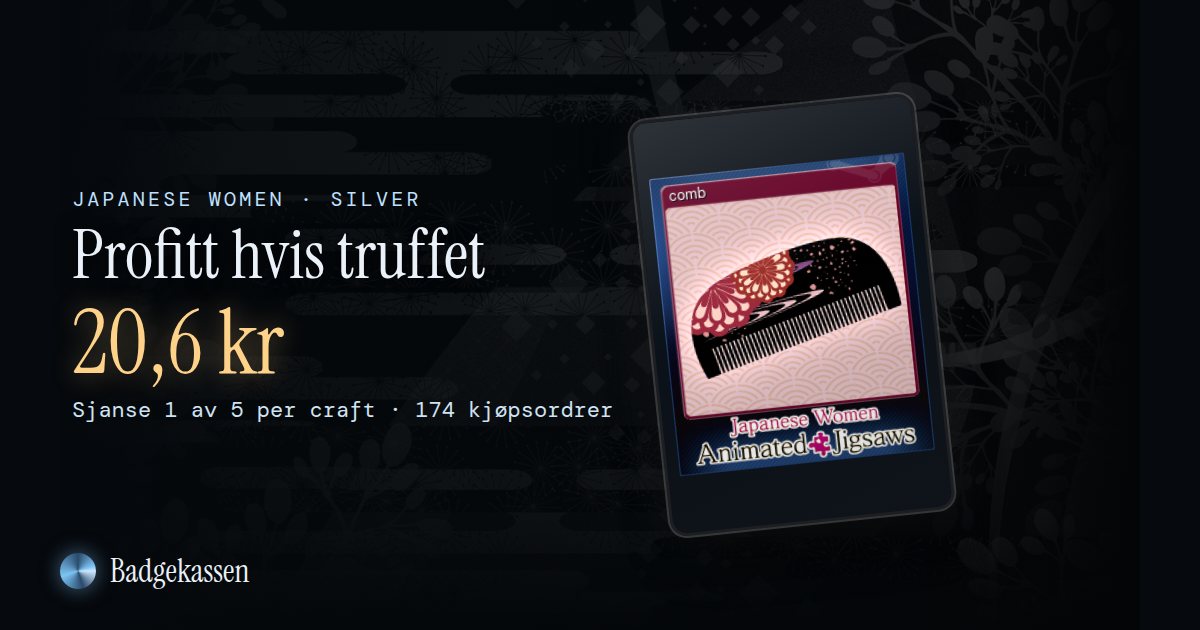 JAPANESE WOMEN · SILVER
Profitt hvis truffet
20,6 kr
Sjanse 1 av 5 per craft · 174 kjøpsordrer
comb
Japanese Women
Animated Jigsaws
Badgekassen